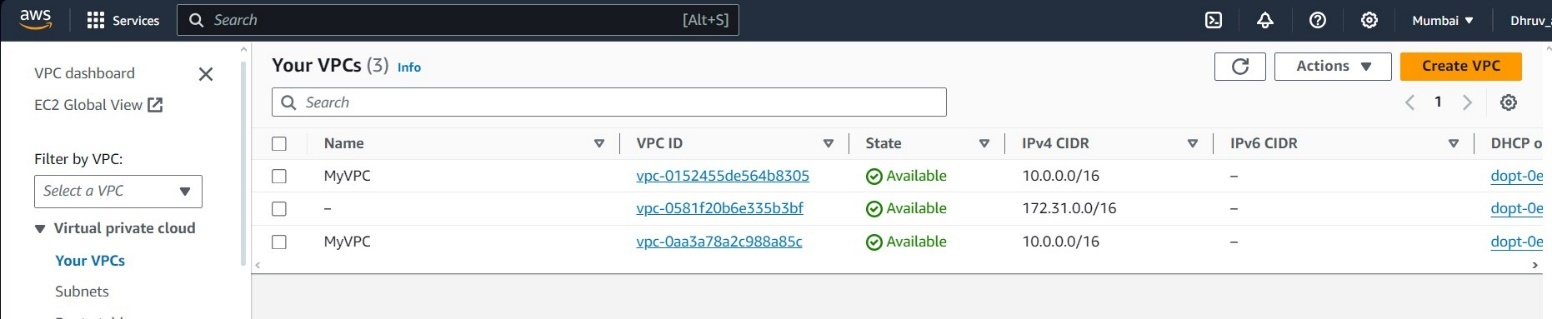 aws Services Search [Alt+S] Mumbai Dhruv_
VPC dashboard
EC2 Global View
Filter by VPC:
Select a VPC
Virtual private cloud
Your VPCs
Subnets
Your VPCs (3) Info Actions Create VPC
Search 1
Name VPC ID State IPv4 CIDR IPv6 CIDR DHCP o
MyVPC vpc-0152455de564b8305 Available 10.0.0.0/16 – dopt-0e
– vpc-0581f20b6e335b3bf Available 172.31.0.0/16 – dopt-0e
MyVPC vpc-0aa3a78a2c988a85c Available 10.0.0.0/16 – dopt-0e